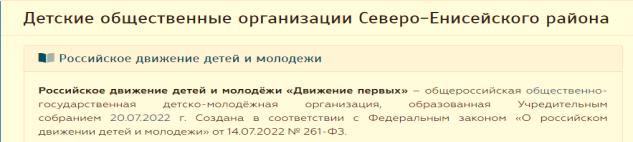 Детские общественные организации Северо-Енисейского района
Российское движение детей и молодежи
Российское движение детей и молодёжи «Движение первых» – общероссийская общественно-
государственная детско-молодёжная организация, образованная Учредительным
собранием 20.07.2022 г. Создана в соответствии с Федеральным законом «О российском
движении детей и молодежи» от 14.07.2022 № 261-ФЗ.